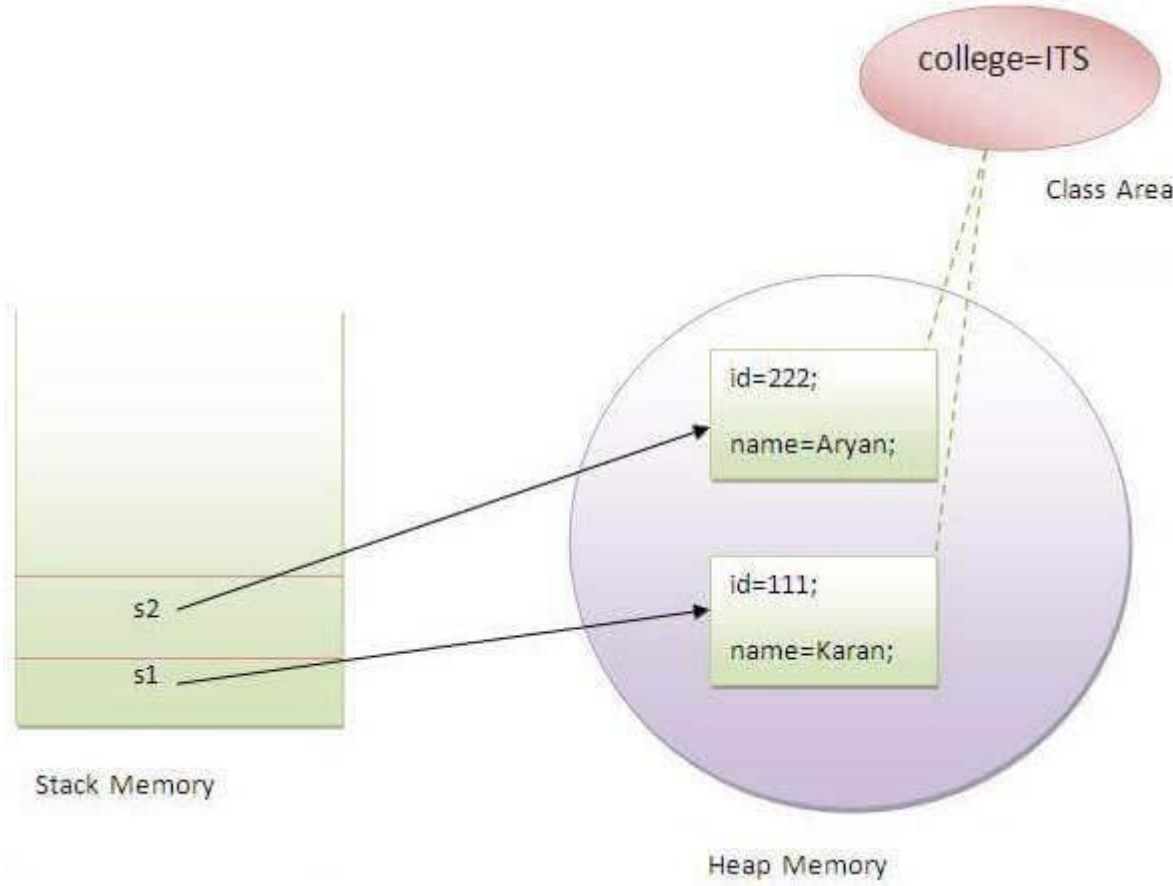 college=ITS
Class Area
id=222;
name=Aryan;
s2
id=111;
s1
name=Karan;
Stack Memory
Heap Memory